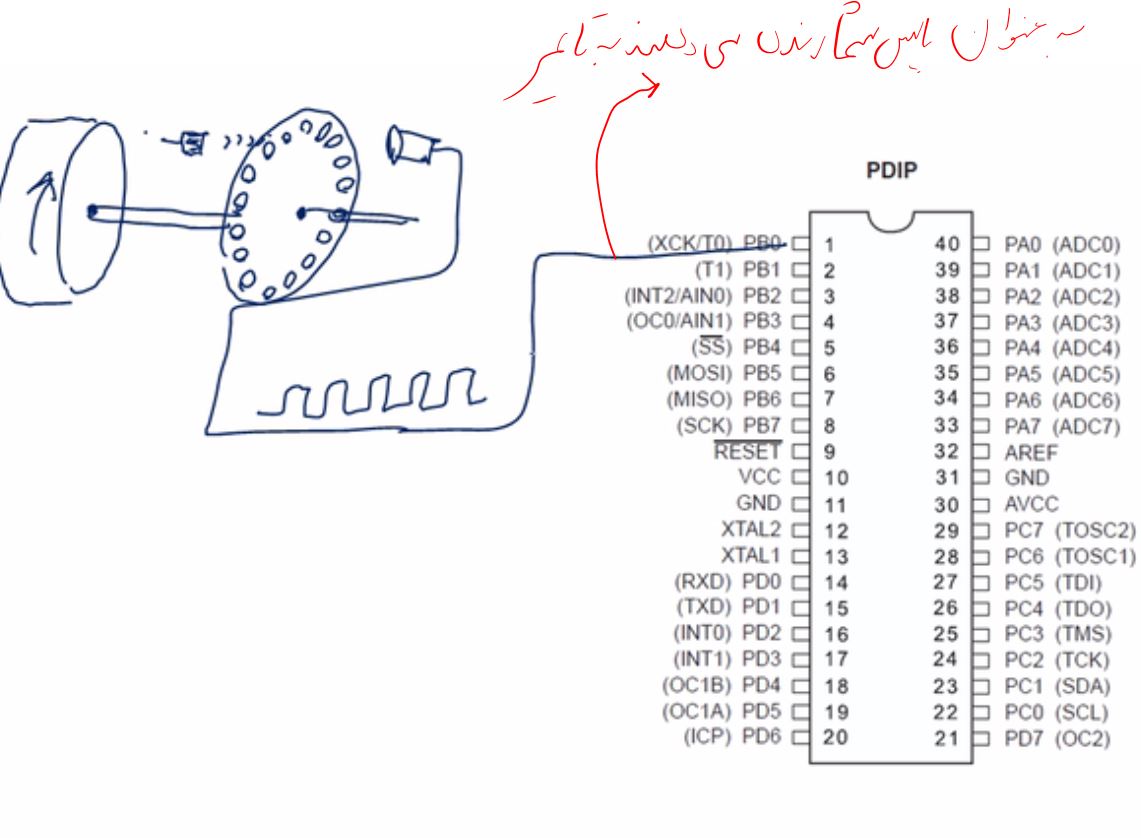 به عنوان پالس شمارنده می دهند به تایمر
PDIP
(XCK/T0) PB0 1 40 PA0 (ADC0)
(T1) PB1 2 39 PA1 (ADC1)
(INT2/AIN0) PB2 3 38 PA2 (ADC2)
(OC0/AIN1) PB3 4 37 PA3 (ADC3)
(SS) PB4 5 36 PA4 (ADC4)
(MOSI) PB5 6 35 PA5 (ADC5)
(MISO) PB6 7 34 PA6 (ADC6)
(SCK) PB7 8 33 PA7 (ADC7)
RESET 9 32 AREF
VCC 10 31 GND
GND 11 30 AVCC
XTAL2 12 29 PC7 (TOSC2)
XTAL1 13 28 PC6 (TOSC1)
(RXD) PD0 14 27 PC5 (TDI)
(TXD) PD1 15 26 PC4 (TDO)
(INT0) PD2 16 25 PC3 (TMS)
(INT1) PD3 17 24 PC2 (TCK)
(OC1B) PD4 18 23 PC1 (SDA)
(OC1A) PD5 19 22 PC0 (SCL)
(ICP) PD6 20 21 PD7 (OC2)